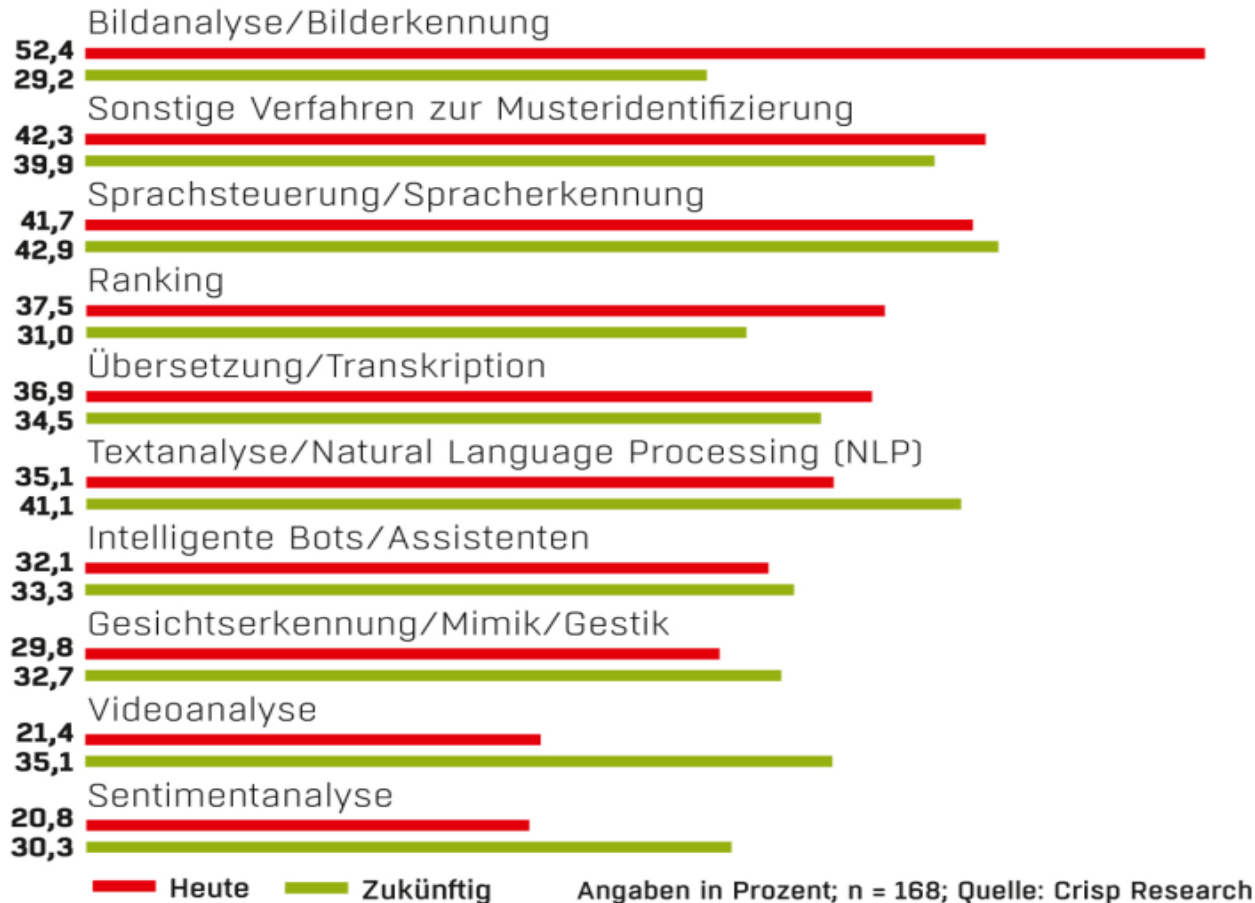 Bildanalyse/Bilderkennung
52,4
29,2
Sonstige Verfahren zur Musteridentifizierung
42,3
39,9
Sprachsteuerung/Spracherkennung
41,7
42,9
Ranking
37,5
31,0
Übersetzung/Transkription
36,9
34,5
Textanalyse/Natural Language Processing (NLP)
35,1
41,1
Intelligente Bots/Assistenten
32,1
33,3
Gesichtserkennung/Mimik/Gestik
29,8
32,7
Videoanalyse
21,4
35,1
Sentimentanalyse
20,8
30,3
Heute Zukünftig Angaben in Prozent; n = 168; Quelle: Crisp Research